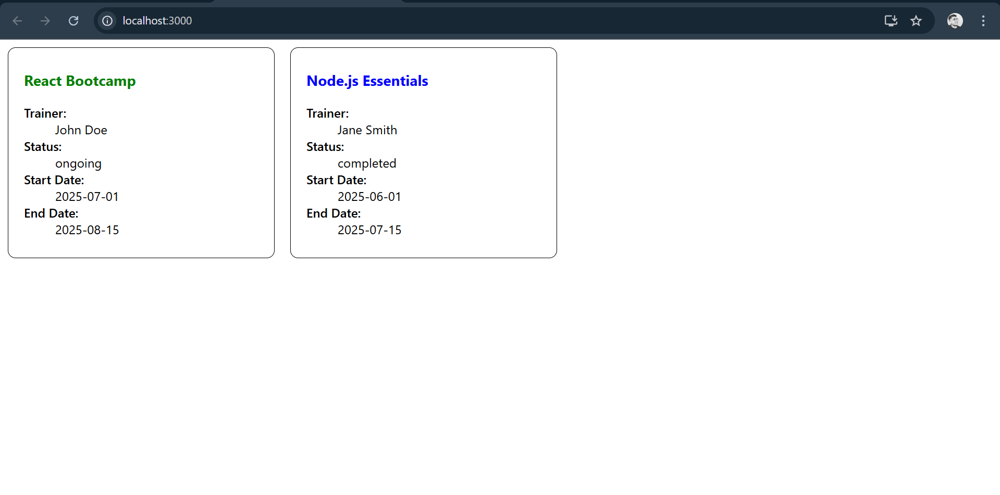 localhost:3000
React Bootcamp
Trainer:
John Doe
Status:
ongoing
Start Date:
2025-07-01
End Date:
2025-08-15
Node.js Essentials
Trainer:
Jane Smith
Status:
completed
Start Date:
2025-06-01
End Date:
2025-07-15